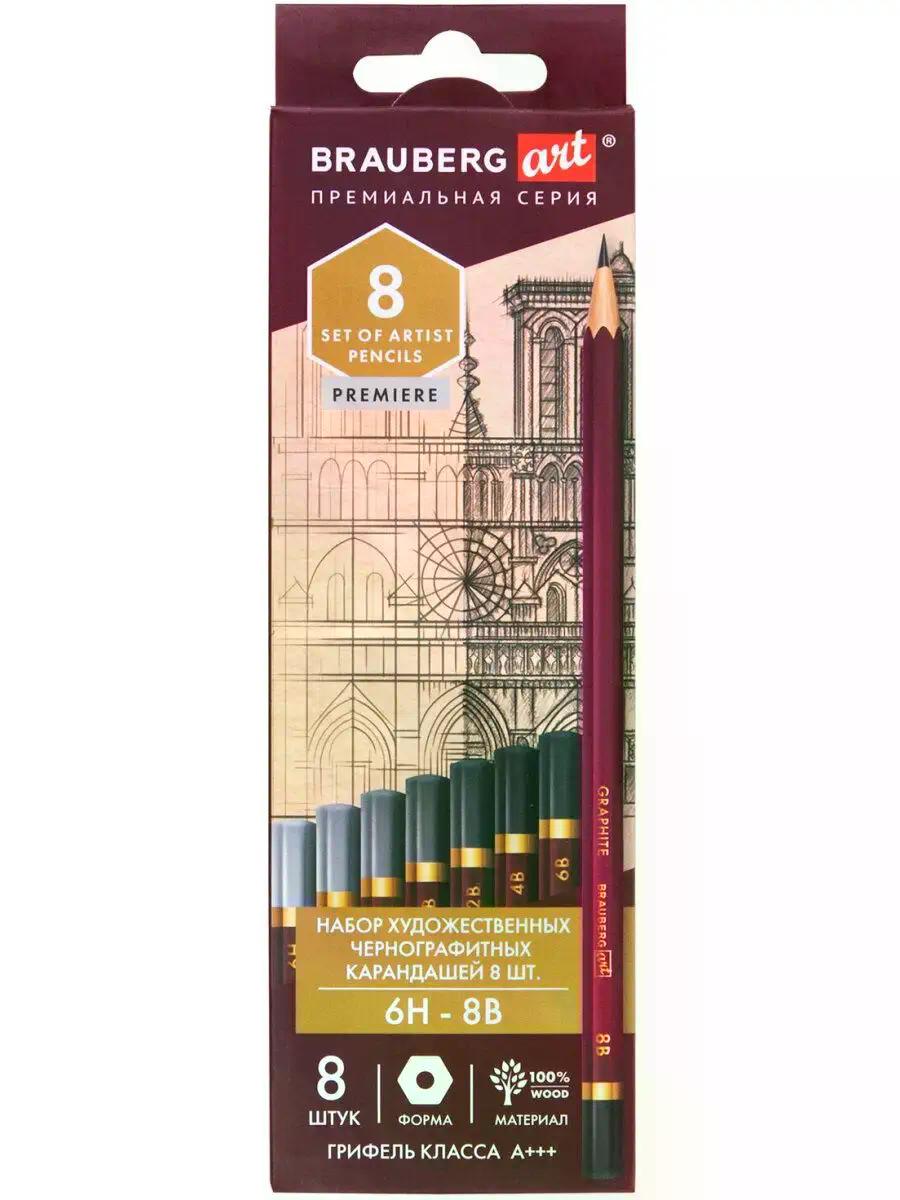 BRAUBERG art ®
ПРЕМИАЛЬНАЯ СЕРИЯ
8
SET OF ARTIST
PENCILS
PREMIERE
GRAPHITE BRAUBERG art 8B
6H B 2B 4B 6B
НАБОР ХУДОЖЕСТВЕННЫХ
ЧЕРНОГРАФИТНЫХ
КАРАНДАШЕЙ 8 ШТ.
6H - 8B
8
ШТУК
ФОРМА
100%
WOOD
МАТЕРИАЛ
ГРИФЕЛЬ КЛАССА А+++